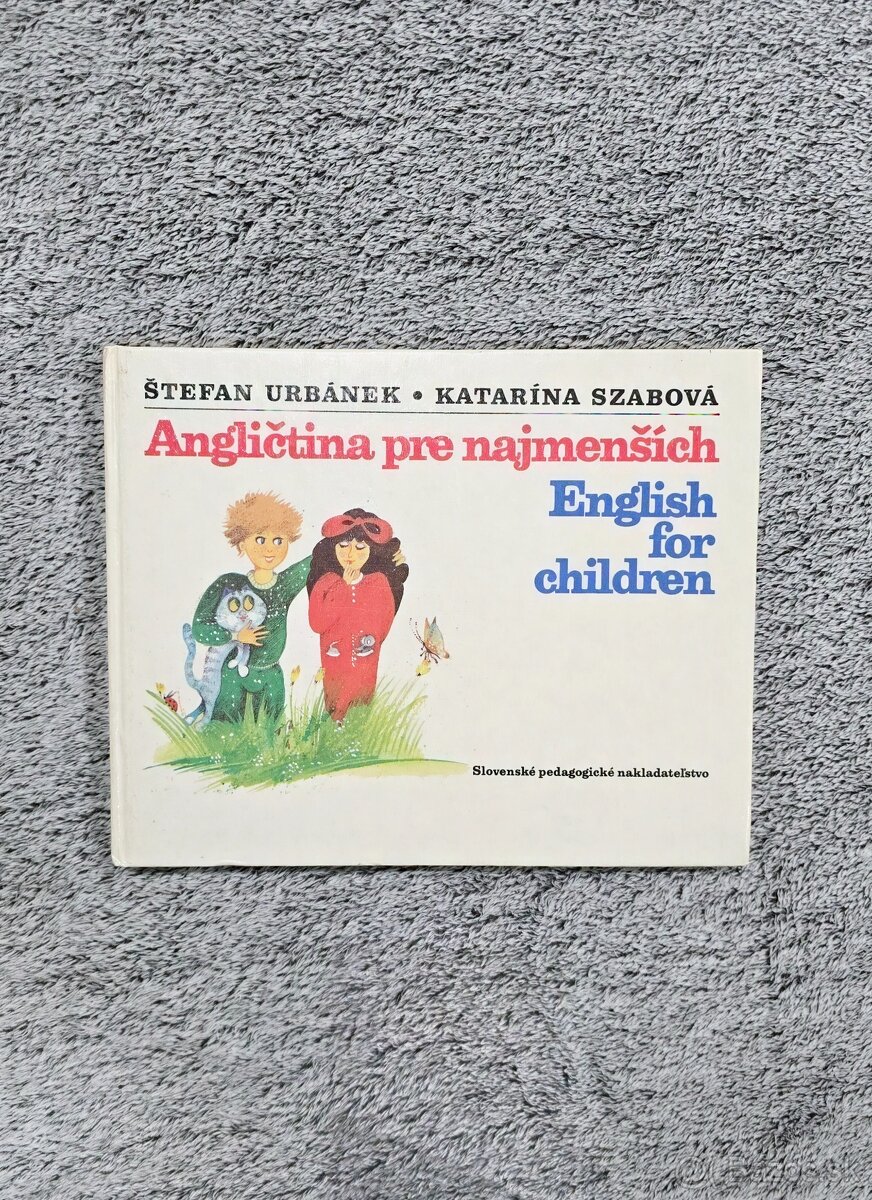 ŠTEFAN URBÁNEK • KATARÍNA SZABOVÁ
Angličtina pre najmenších
English
for
children
Slovenské pedagogické nakladateľstvo